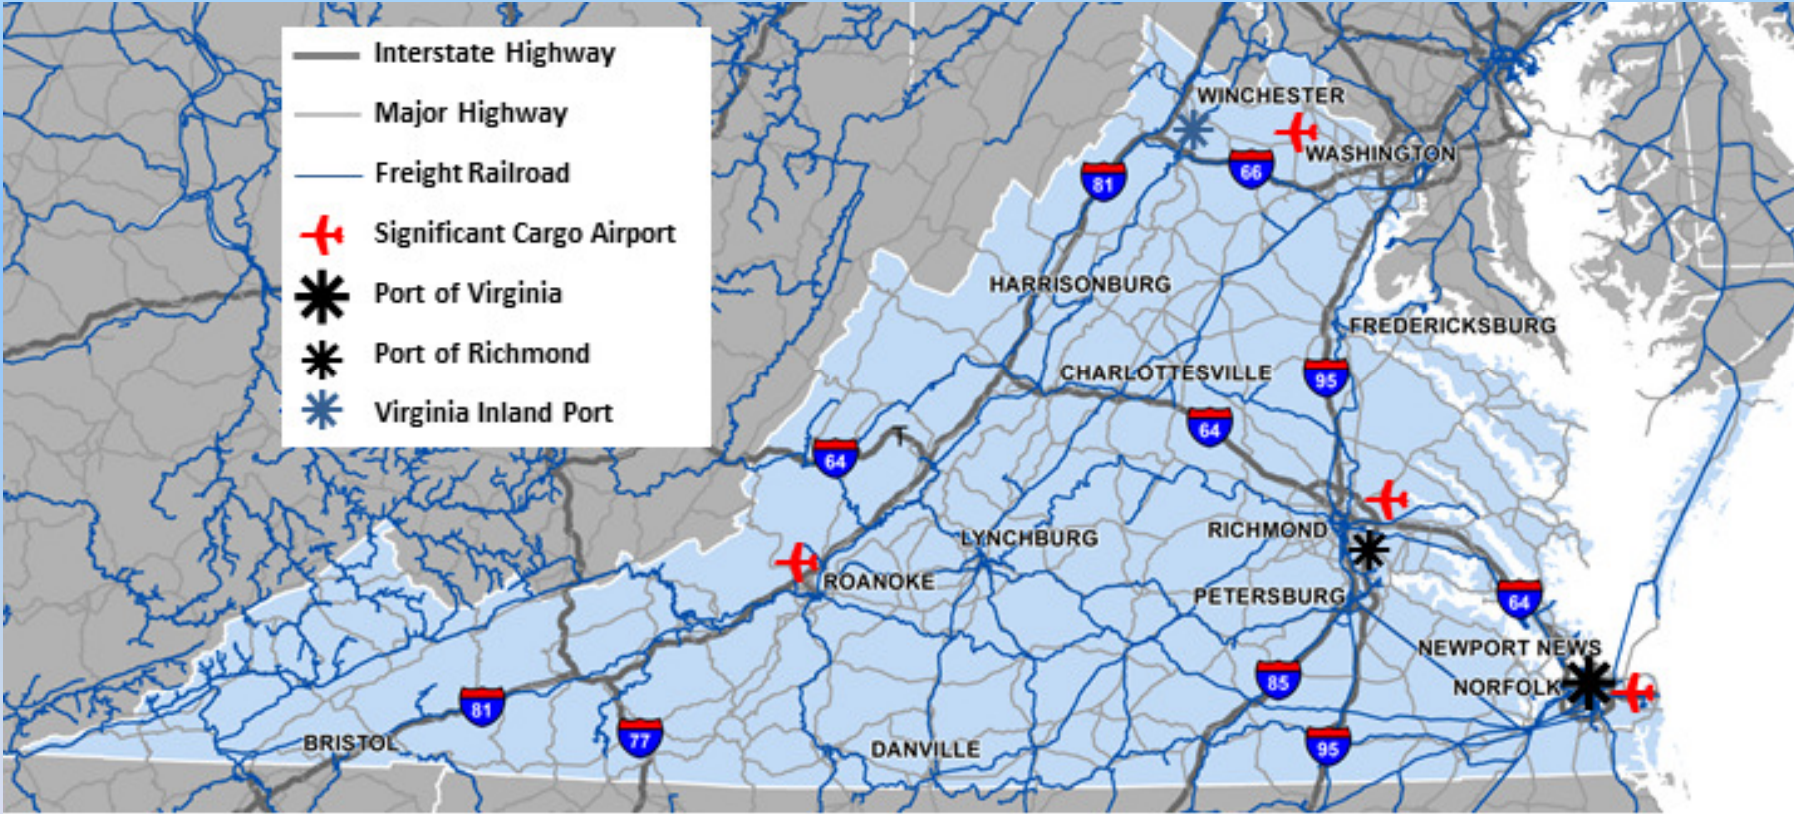 Interstate Highway
Major Highway
Freight Railroad
Significant Cargo Airport
Port of Virginia
Port of Richmond
Virginia Inland Port
WINCHESTER
WASHINGTON
66
81
HARRISONBURG
FREDERICKSBURG
CHARLOTTESVILLE
95
64
T
64
RICHMOND
LYNCHBURG
ROANOKE
PETERSBURG
64
NEWPORT NEWS
NORFOLK
85
81
77
BRISTOL
DANVILLE
95